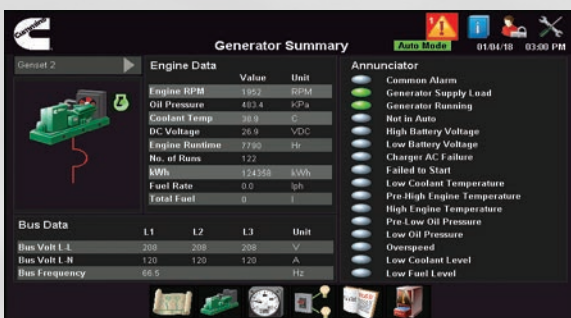 Cummins
1
Generator Summary
Auto Mode
01/04/18 03:00 PM
Genset 2
Engine Data
Value Unit
Engine RPM 1952 RPM
Oil Pressure 483.4 kPa
Coolant Temp 38.9 C
DC Voltage 26.9 VDC
Engine Runtime 7790 Hr
No. of Runs 122
kWh 124358 kWh
Fuel Rate 0.0 lph
Total Fuel 0 l
Bus Data
L1 L2 L3 Unit
Bus Volt L-L 208 208 208 V
Bus Volt L-N 120 120 120 A
Bus Frequency 66.5 Hz
Annunciator
Common Alarm
Generator Supply Load
Generator Running
Not in Auto
High Battery Voltage
Low Battery Voltage
Charger AC Failure
Failed to Start
Low Coolant Temperature
Pre-High Engine Temperature
High Engine Temperature
Pre-Low Oil Pressure
Low Oil Pressure
Overspeed
Low Coolant Level
Low Fuel Level